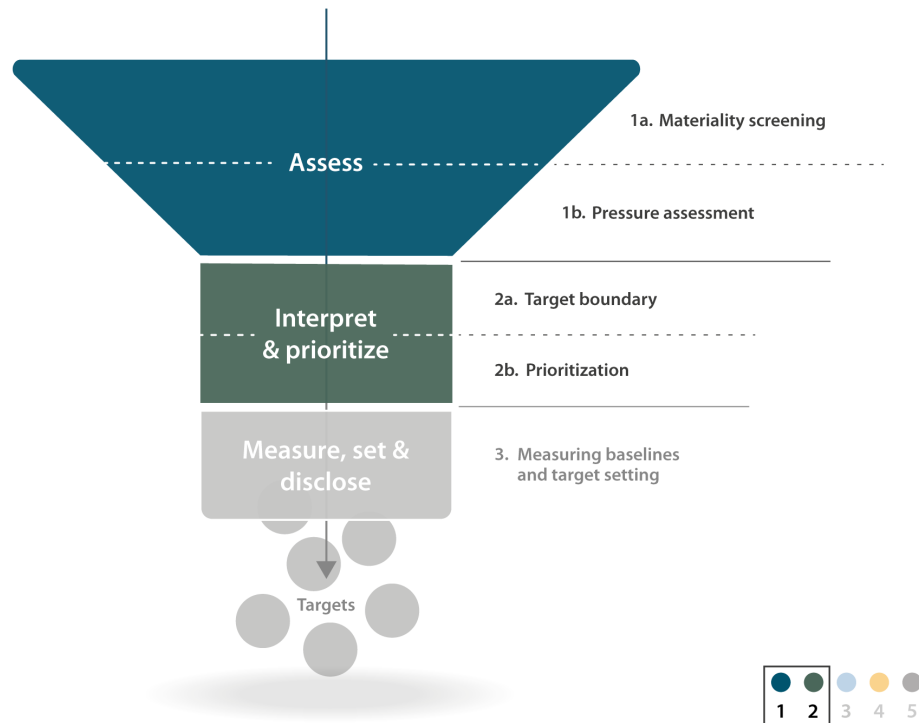 1a. Materiality screening
Assess
1b. Pressure assessment
2a. Target boundary
Interpret
& prioritize
2b. Prioritization
Measure, set &
disclose
3. Measuring baselines
and target setting
Targets
1 2 3 4 5